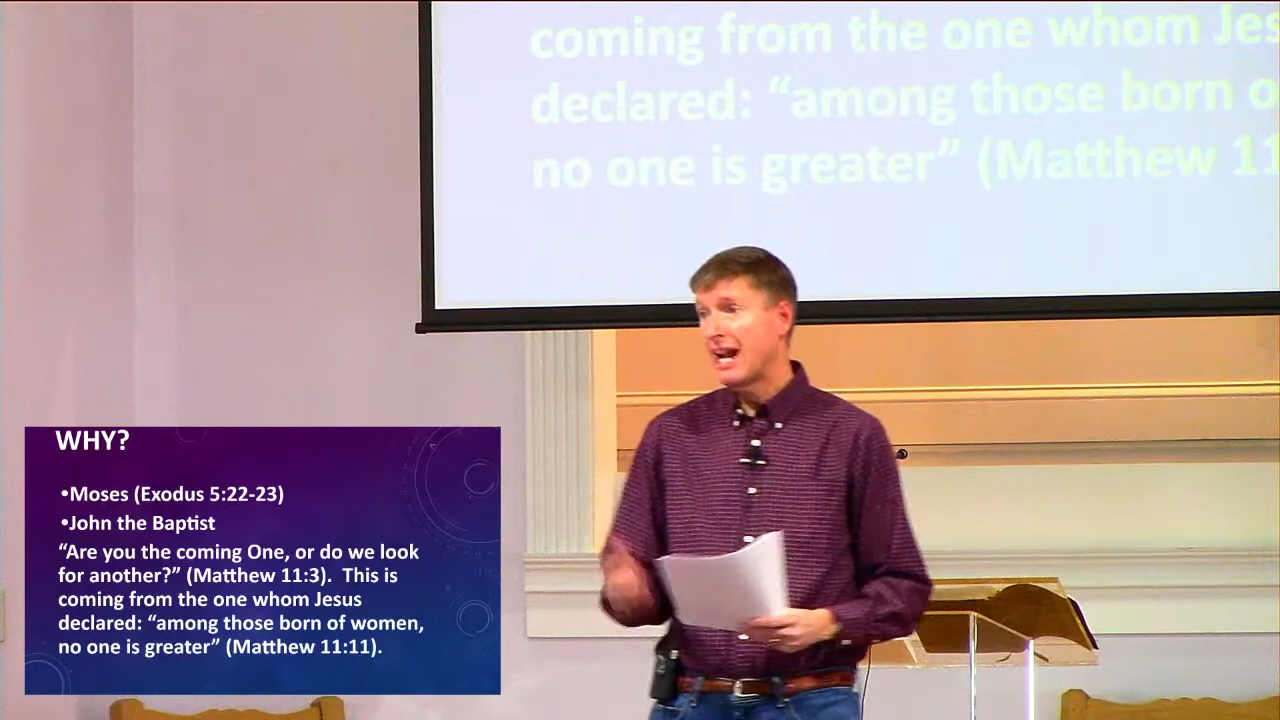 coming from the one whom Jes
declared: “among those born o
no one is greater” (Matthew 11
WHY?
•Moses (Exodus 5:22-23)
•John the Baptist
“Are you the coming One, or do we look
for another?” (Matthew 11:3).  This is
coming from the one whom Jesus
declared: “among those born of women,
no one is greater” (Matthew 11:11).